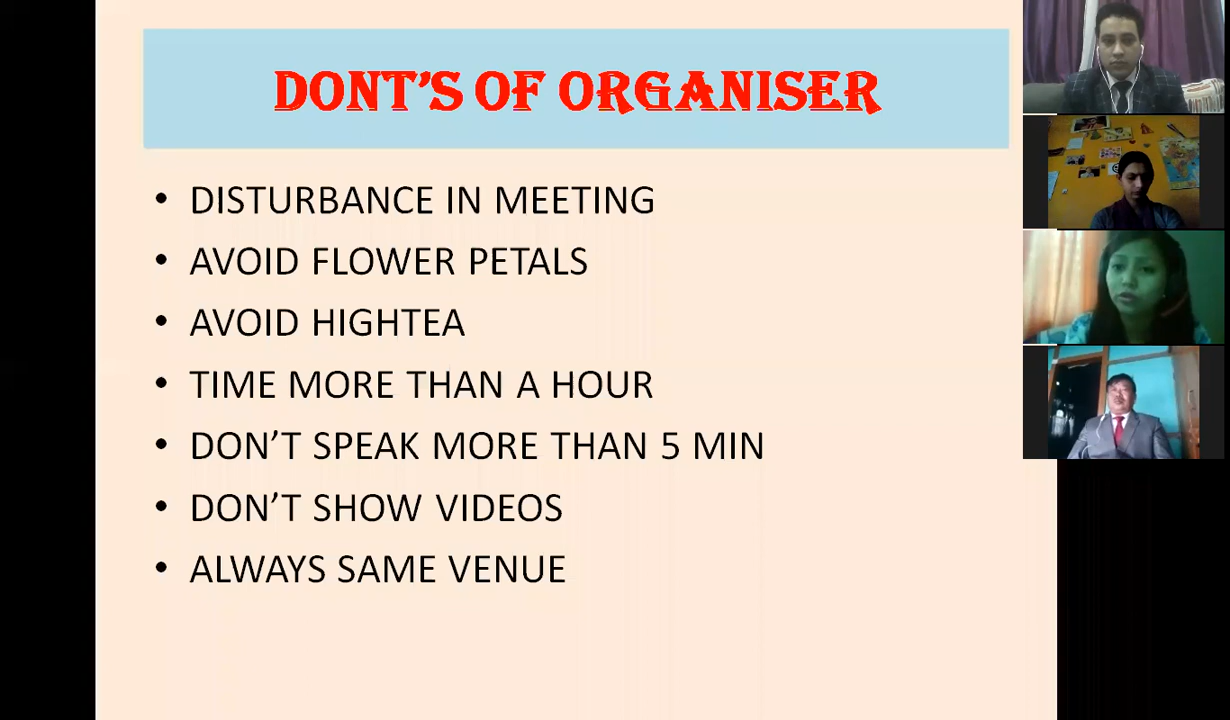 DONT'S OF ORGANISER
• DISTURBANCE IN MEETING
• AVOID FLOWER PETALS
• AVOID HIGHTEA
• TIME MORE THAN A HOUR
• DON'T SPEAK MORE THAN 5 MIN
• DON'T SHOW VIDEOS
• ALWAYS SAME VENUE